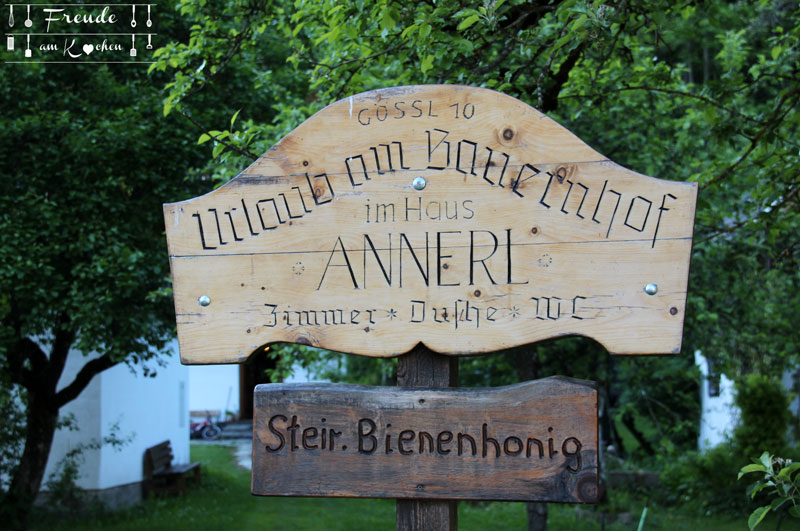 Freude
am Kochen
GÖSSL 10
Urlaub am Bauernhof
im Haus
ANNERL
Zimmer * Dusche * WC
Steir. Bienenhonig